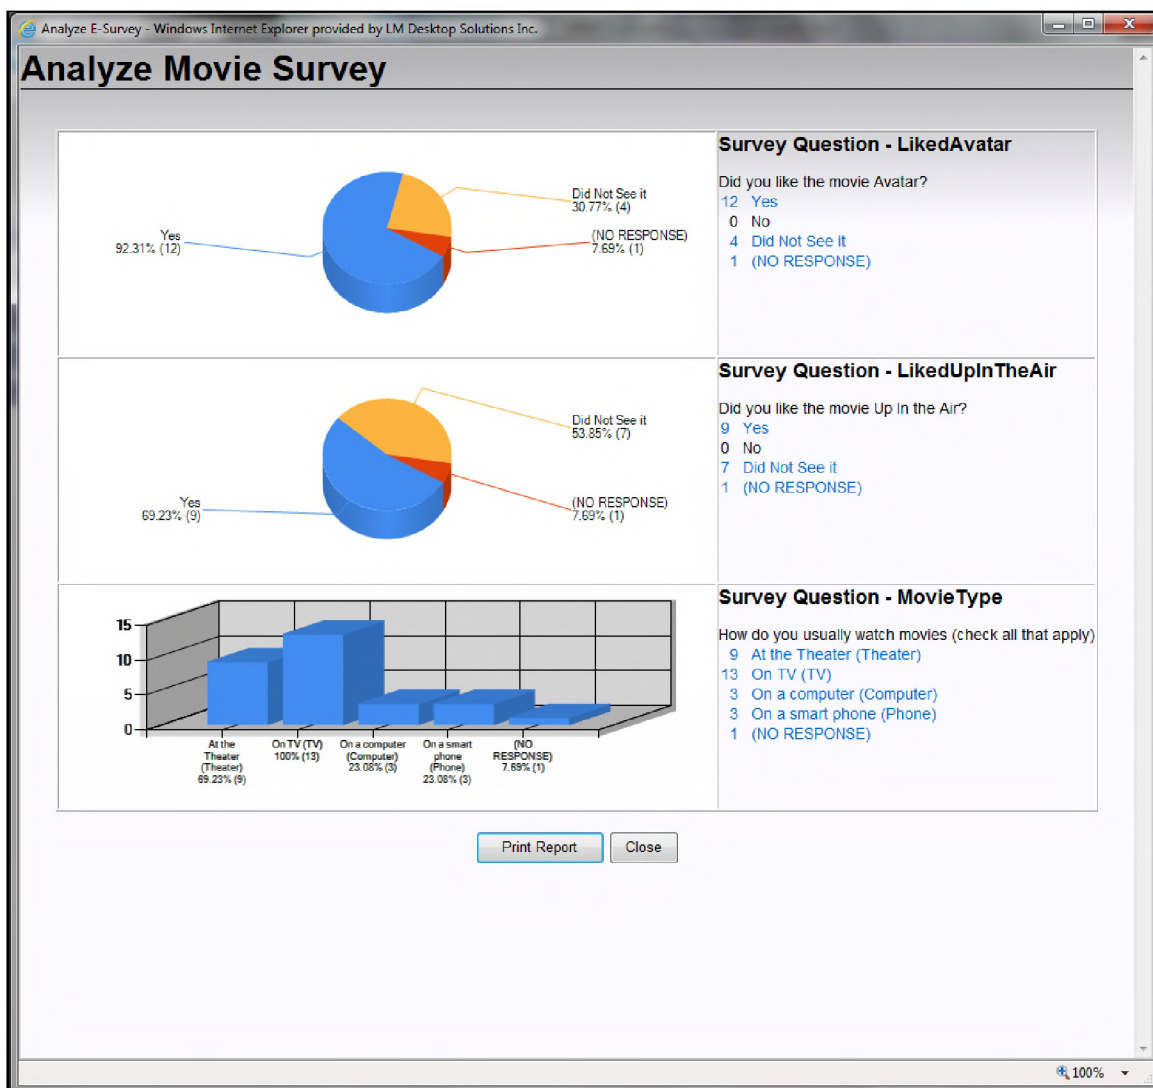 Analyze E-Survey - Windows Internet Explorer provided by LM Desktop Solutions Inc.
Analyze Movie Survey
Yes
92.31% (12)
Did Not See it
30.77% (4)
(NO RESPONSE)
7.69% (1)
Survey Question - LikedAvatar
Did you like the movie Avatar?
12 Yes
0 No
4 Did Not See it
1 (NO RESPONSE)
Yes
69.23% (9)
Did Not See it
53.85% (7)
(NO RESPONSE)
7.69% (1)
Survey Question - LikedUpInTheAir
Did you like the movie Up In the Air?
9 Yes
0 No
7 Did Not See it
1 (NO RESPONSE)
15
10
5
0
At the
Theater
(Theater)
69.23% (9)
On TV (TV)
100% (13)
On a computer
(Computer)
23.08% (3)
On a smart
phone
(Phone)
23.08% (3)
(NO
RESPONSE)
7.69% (1)
Survey Question - MovieType
How do you usually watch movies (check all that apply)
9 At the Theater (Theater)
13 On TV (TV)
3 On a computer (Computer)
3 On a smart phone (Phone)
1 (NO RESPONSE)
Print Report
Close
100%